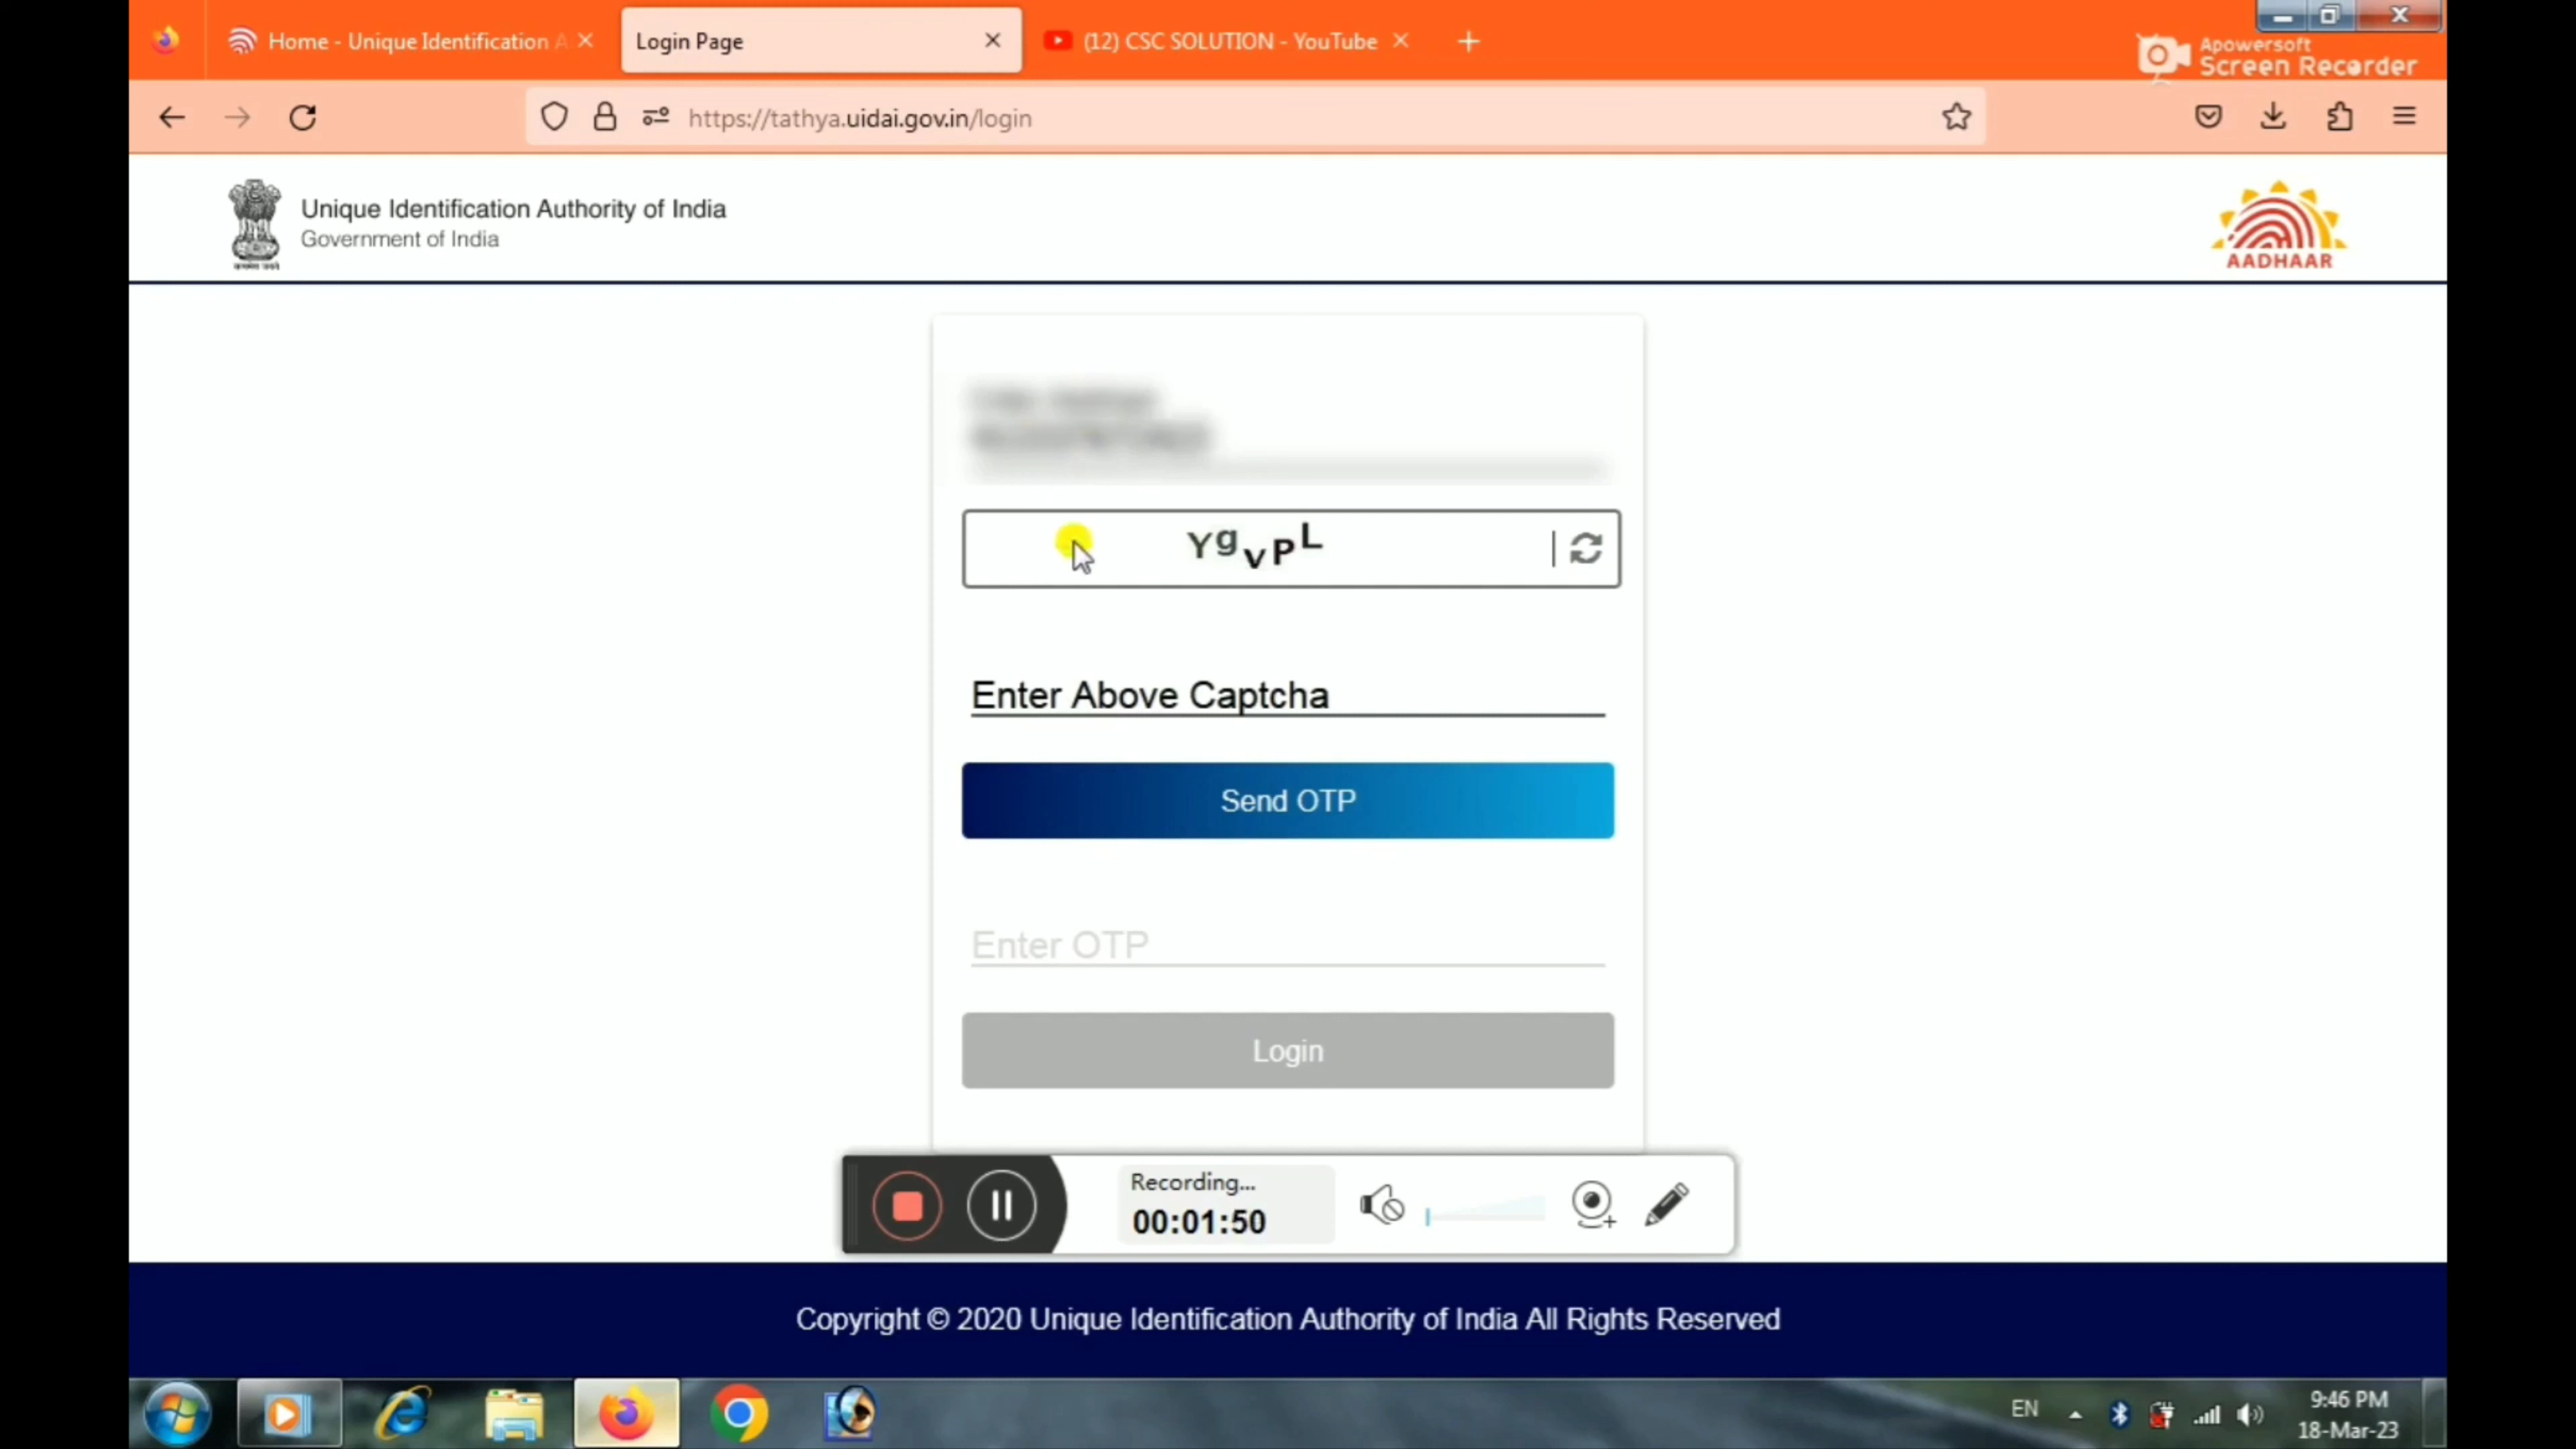 Home - Unique Identification A
Login Page
(12) CSC SOLUTION - YouTube
Apowersoft
Screen Recorder
https://tathya.uidai.gov.in/login
Unique Identification Authority of India
Government of India
AADHAAR
YgvPL
Enter Above Captcha
Send OTP
Enter OTP
Login
Recording...
00:01:50
Copyright © 2020 Unique Identification Authority of India All Rights Reserved
EN
9:46 PM
18-Mar-23